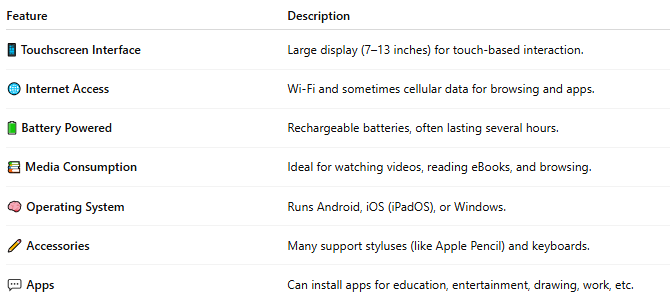 Feature Description
📱 Touchscreen Interface Large display (7–13 inches) for touch-based interaction.
🌐 Internet Access Wi-Fi and sometimes cellular data for browsing and apps.
🔋 Battery Powered Rechargeable batteries, often lasting several hours.
📚 Media Consumption Ideal for watching videos, reading eBooks, and browsing.
🧠 Operating System Runs Android, iOS (iPadOS), or Windows.
✏️ Accessories Many support styluses (like Apple Pencil) and keyboards.
💬 Apps Can install apps for education, entertainment, drawing, work, etc.